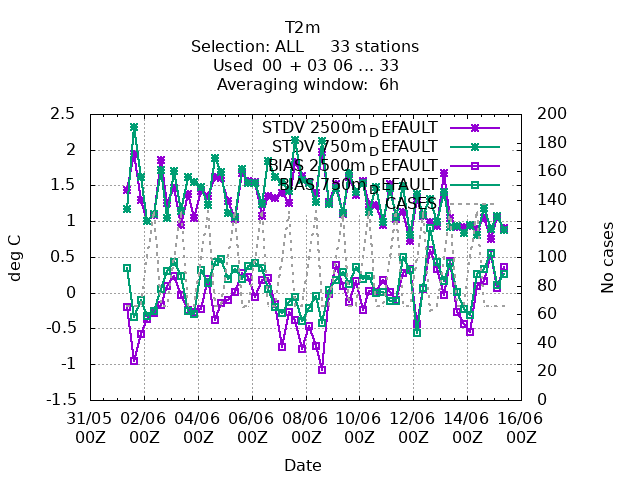 T2m
Selection: ALL 33 stations
Used 00 + 03 06 ... 33
Averaging window: 6h
STDV 2500m_DEFAULT
STDV 750m_DEFAULT
BIAS 2500m_DEFAULT
BIAS 750m_DEFAULT
CASES
deg C
2.5
2
1.5
1
0.5
0
-0.5
-1
-1.5
200
180
160
140
120
100
80
60
40
20
0
No cases
31/05 02/06 04/06 06/06 08/06 10/06 12/06 14/06 16/06
00Z 00Z 00Z 00Z 00Z 00Z 00Z 00Z 00Z
Date